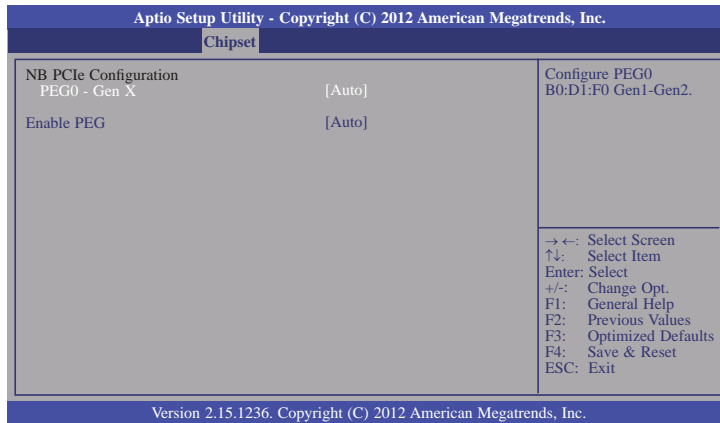 Aptio Setup Utility - Copyright (C) 2012 American Megatrends, Inc.
Chipset
NB PCIe Configuration
PEG0 - Gen X [Auto]
Enable PEG [Auto]
Configure PEG0
B0:D1:F0 Gen1-Gen2.
→ ←: Select Screen
↑↓: Select Item
Enter: Select
+/-: Change Opt.
F1: General Help
F2: Previous Values
F3: Optimized Defaults
F4: Save & Reset
ESC: Exit
Version 2.15.1236. Copyright (C) 2012 American Megatrends, Inc.